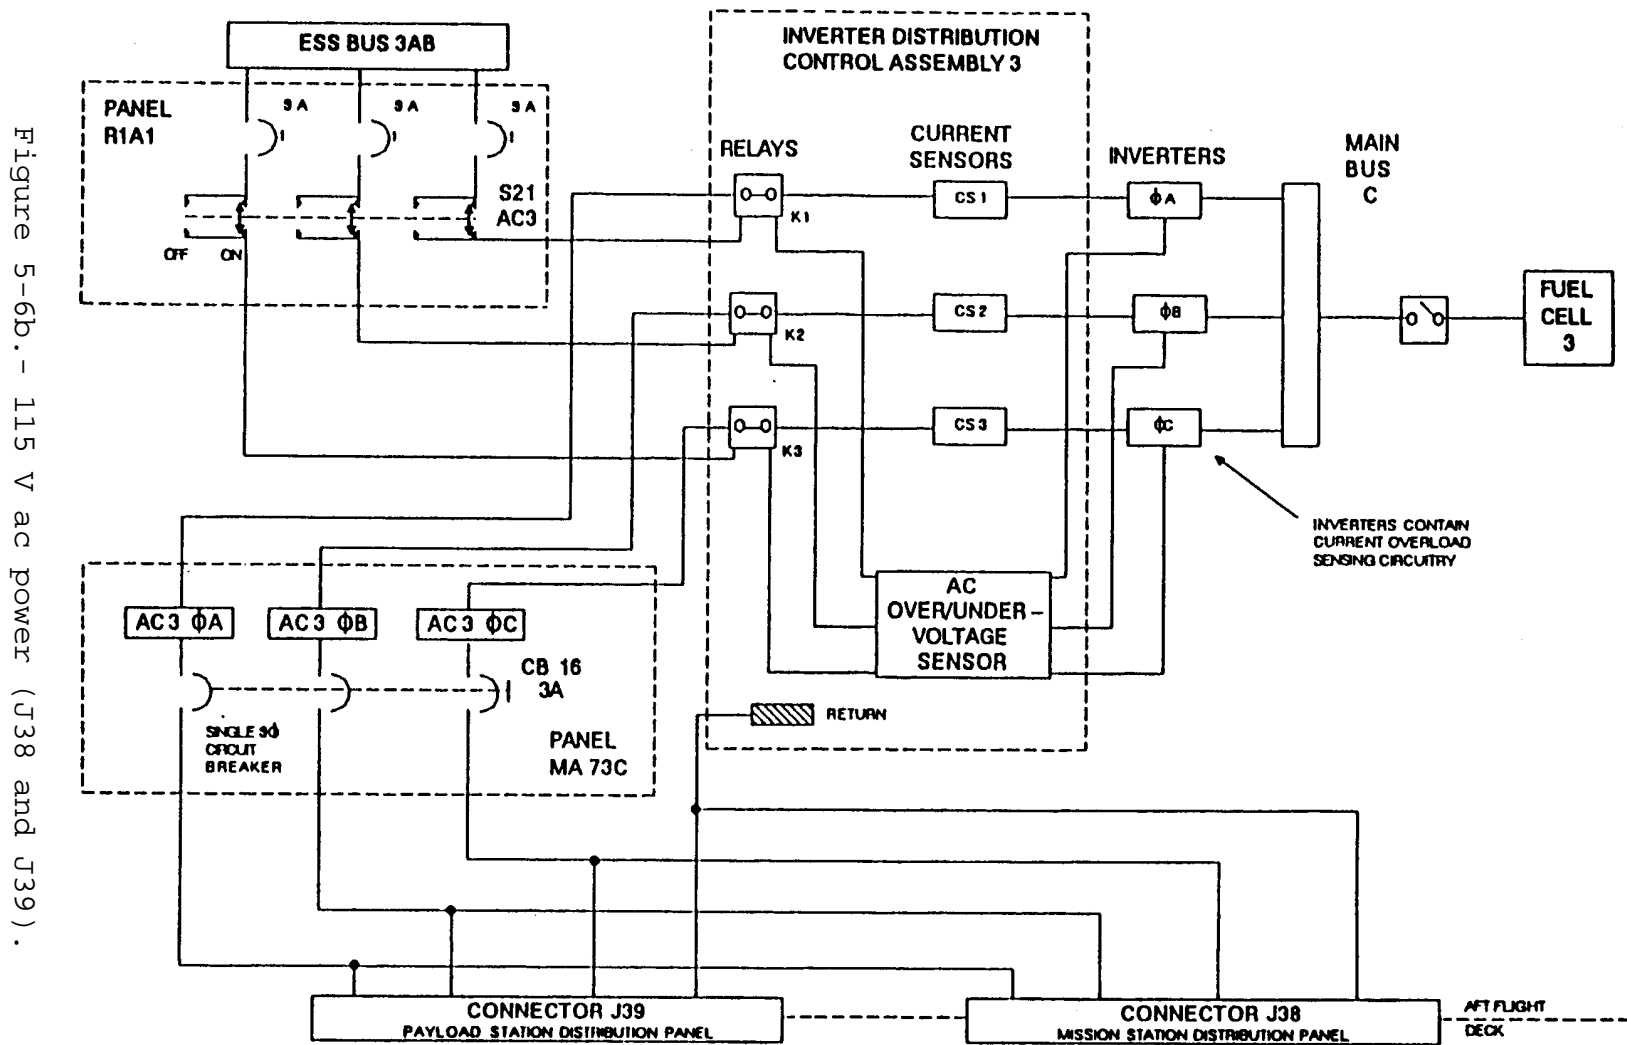 Figure 5-6b.- 115 V ac power (J38 and J39).
ESS BUS 3AB
PANEL
R1A1
3 A
3 A
3 A
S21
AC3
OFF
ON
INVERTER DISTRIBUTION
CONTROL ASSEMBLY 3
RELAYS
CURRENT
SENSORS
INVERTERS
MAIN
BUS
C
K1
CS 1
ϕA
K2
CS 2
ϕB
K3
CS 3
ϕC
FUEL
CELL
3
INVERTERS CONTAIN
CURRENT OVERLOAD
SENSING CIRCUITRY
AC
OVER/UNDER-
VOLTAGE
SENSOR
AC 3 ϕA
AC 3 ϕB
AC 3 ϕC
CB 16
3A
SINGLE 3ϕ
CIRCUIT
BREAKER
PANEL
MA 73C
RETURN
CONNECTOR J39
PAYLOAD STATION DISTRIBUTION PANEL
CONNECTOR J38
MISSION STATION DISTRIBUTION PANEL
AFT FLIGHT
DECK